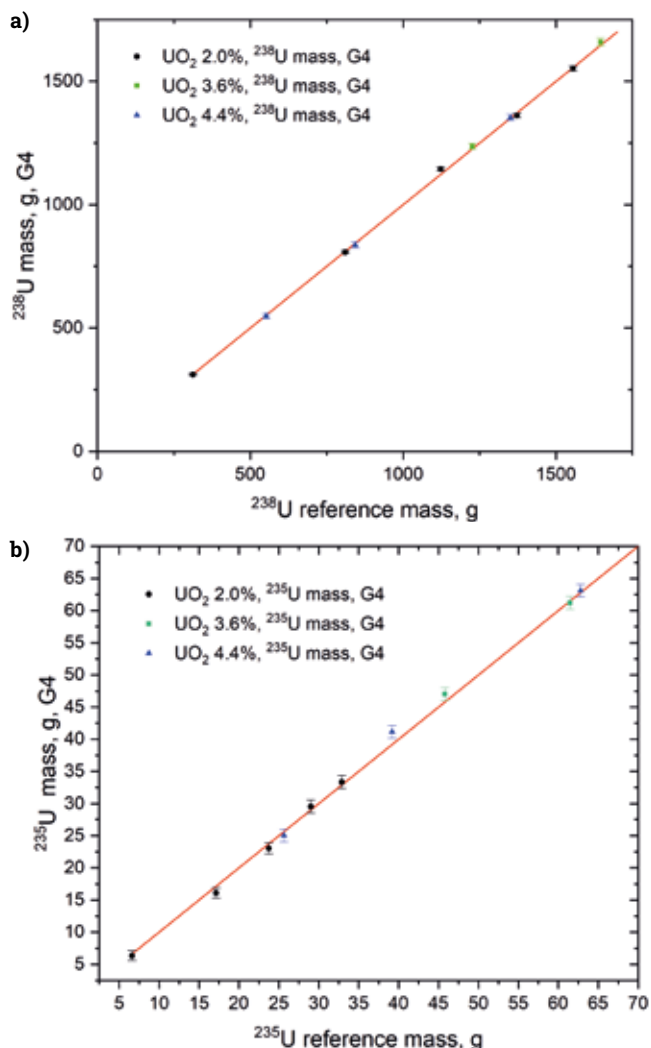 a)
UO₂ 2.0%, ²³⁸U mass, G4
UO₂ 3.6%, ²³⁸U mass, G4
UO₂ 4.4%, ²³⁸U mass, G4
1500
1000
500
0
²³⁸U mass, g, G4
0 500 1000 1500
²³⁸U reference mass, g
b)
UO₂ 2.0%, ²³⁵U mass, G4
UO₂ 3.6%, ²³⁵U mass, G4
UO₂ 4.4%, ²³⁵U mass, G4
70
65
60
55
50
45
40
35
30
25
20
15
10
5
²³⁵U mass, g, G4
5 10 15 20 25 30 35 40 45 50 55 60 65 70
²³⁵U reference mass, g